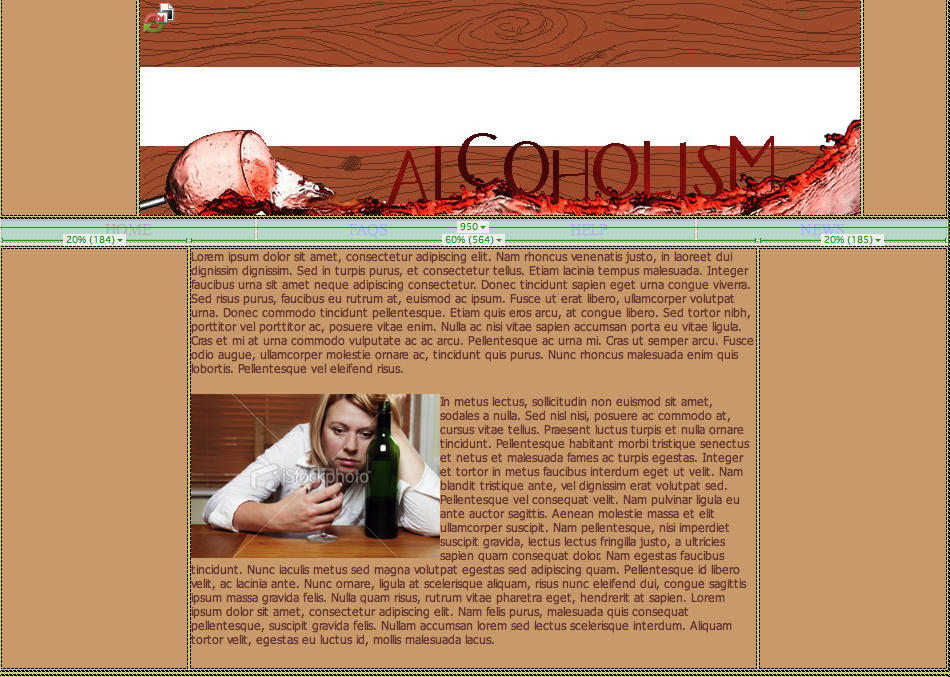 ALCOHOLISM
HOME FAQS HELP NEWS
950
20% (184) 60% (564) 20% (185)
Lorem ipsum dolor sit amet, consectetur adipiscing elit. Nam rhoncus venenatis justo, in laoreet dui
dignissim dignissim. Sed in turpis purus, et consectetur tellus. Etiam lacinia tempus malesuada. Integer
faucibus urna sit amet neque adipiscing consectetur. Donec tincidunt sapien eget urna congue viverra.
Sed risus purus, faucibus eu rutrum at, euismod ac ipsum. Fusce ut erat libero, ullamcorper volutpat
urna. Donec commodo tincidunt pellentesque. Etiam quis eros arcu, at congue libero. Sed tortor nibh,
porttitor vel porttitor ac, posuere vitae enim. Nulla ac nisi vitae sapien accumsan porta eu vitae ligula.
Cras et mi at urna commodo vulputate ac ac arcu. Pellentesque ac urna mi. Cras ut semper arcu. Fusce
odio augue, ullamcorper molestie ornare ac, tincidunt quis purus. Nunc rhoncus malesuada enim quis
lobortis. Pellentesque vel eleifend risus.
In metus lectus, sollicitudin non euismod sit amet,
sodales a nulla. Sed nisl nisi, posuere ac commodo at,
cursus vitae tellus. Praesent luctus turpis et nulla ornare
tincidunt. Pellentesque habitant morbi tristique senectus
et netus et malesuada fames ac turpis egestas. Integer
et tortor in metus faucibus interdum eget ut velit. Nam
blandit tristique ante, vel dignissim erat volutpat sed.
Pellentesque vel consequat velit. Nam pulvinar ligula eu
ante auctor sagittis. Aenean molestie massa et elit
ullamcorper suscipit. Nam pellentesque, nisi imperdiet
suscipit gravida, lectus lectus fringilla justo, a ultricies
sapien quam consequat dolor. Nam egestas faucibus
iStockphoto
tincidunt. Nunc iaculis metus sed magna volutpat egestas sed adipiscing quam. Pellentesque id libero
velit, ac lacinia ante. Nunc ornare, ligula at scelerisque aliquam, risus nunc eleifend dui, congue sagittis
ipsum massa gravida felis. Nulla quam risus, rutrum vitae pharetra eget, hendrerit at sapien. Lorem
ipsum dolor sit amet, consectetur adipiscing elit. Nam felis purus, malesuada quis consequat
pellentesque, suscipit gravida felis. Nullam accumsan lorem sed lectus scelerisque interdum. Aliquam
tortor velit, egestas eu luctus id, mollis malesuada lacus.